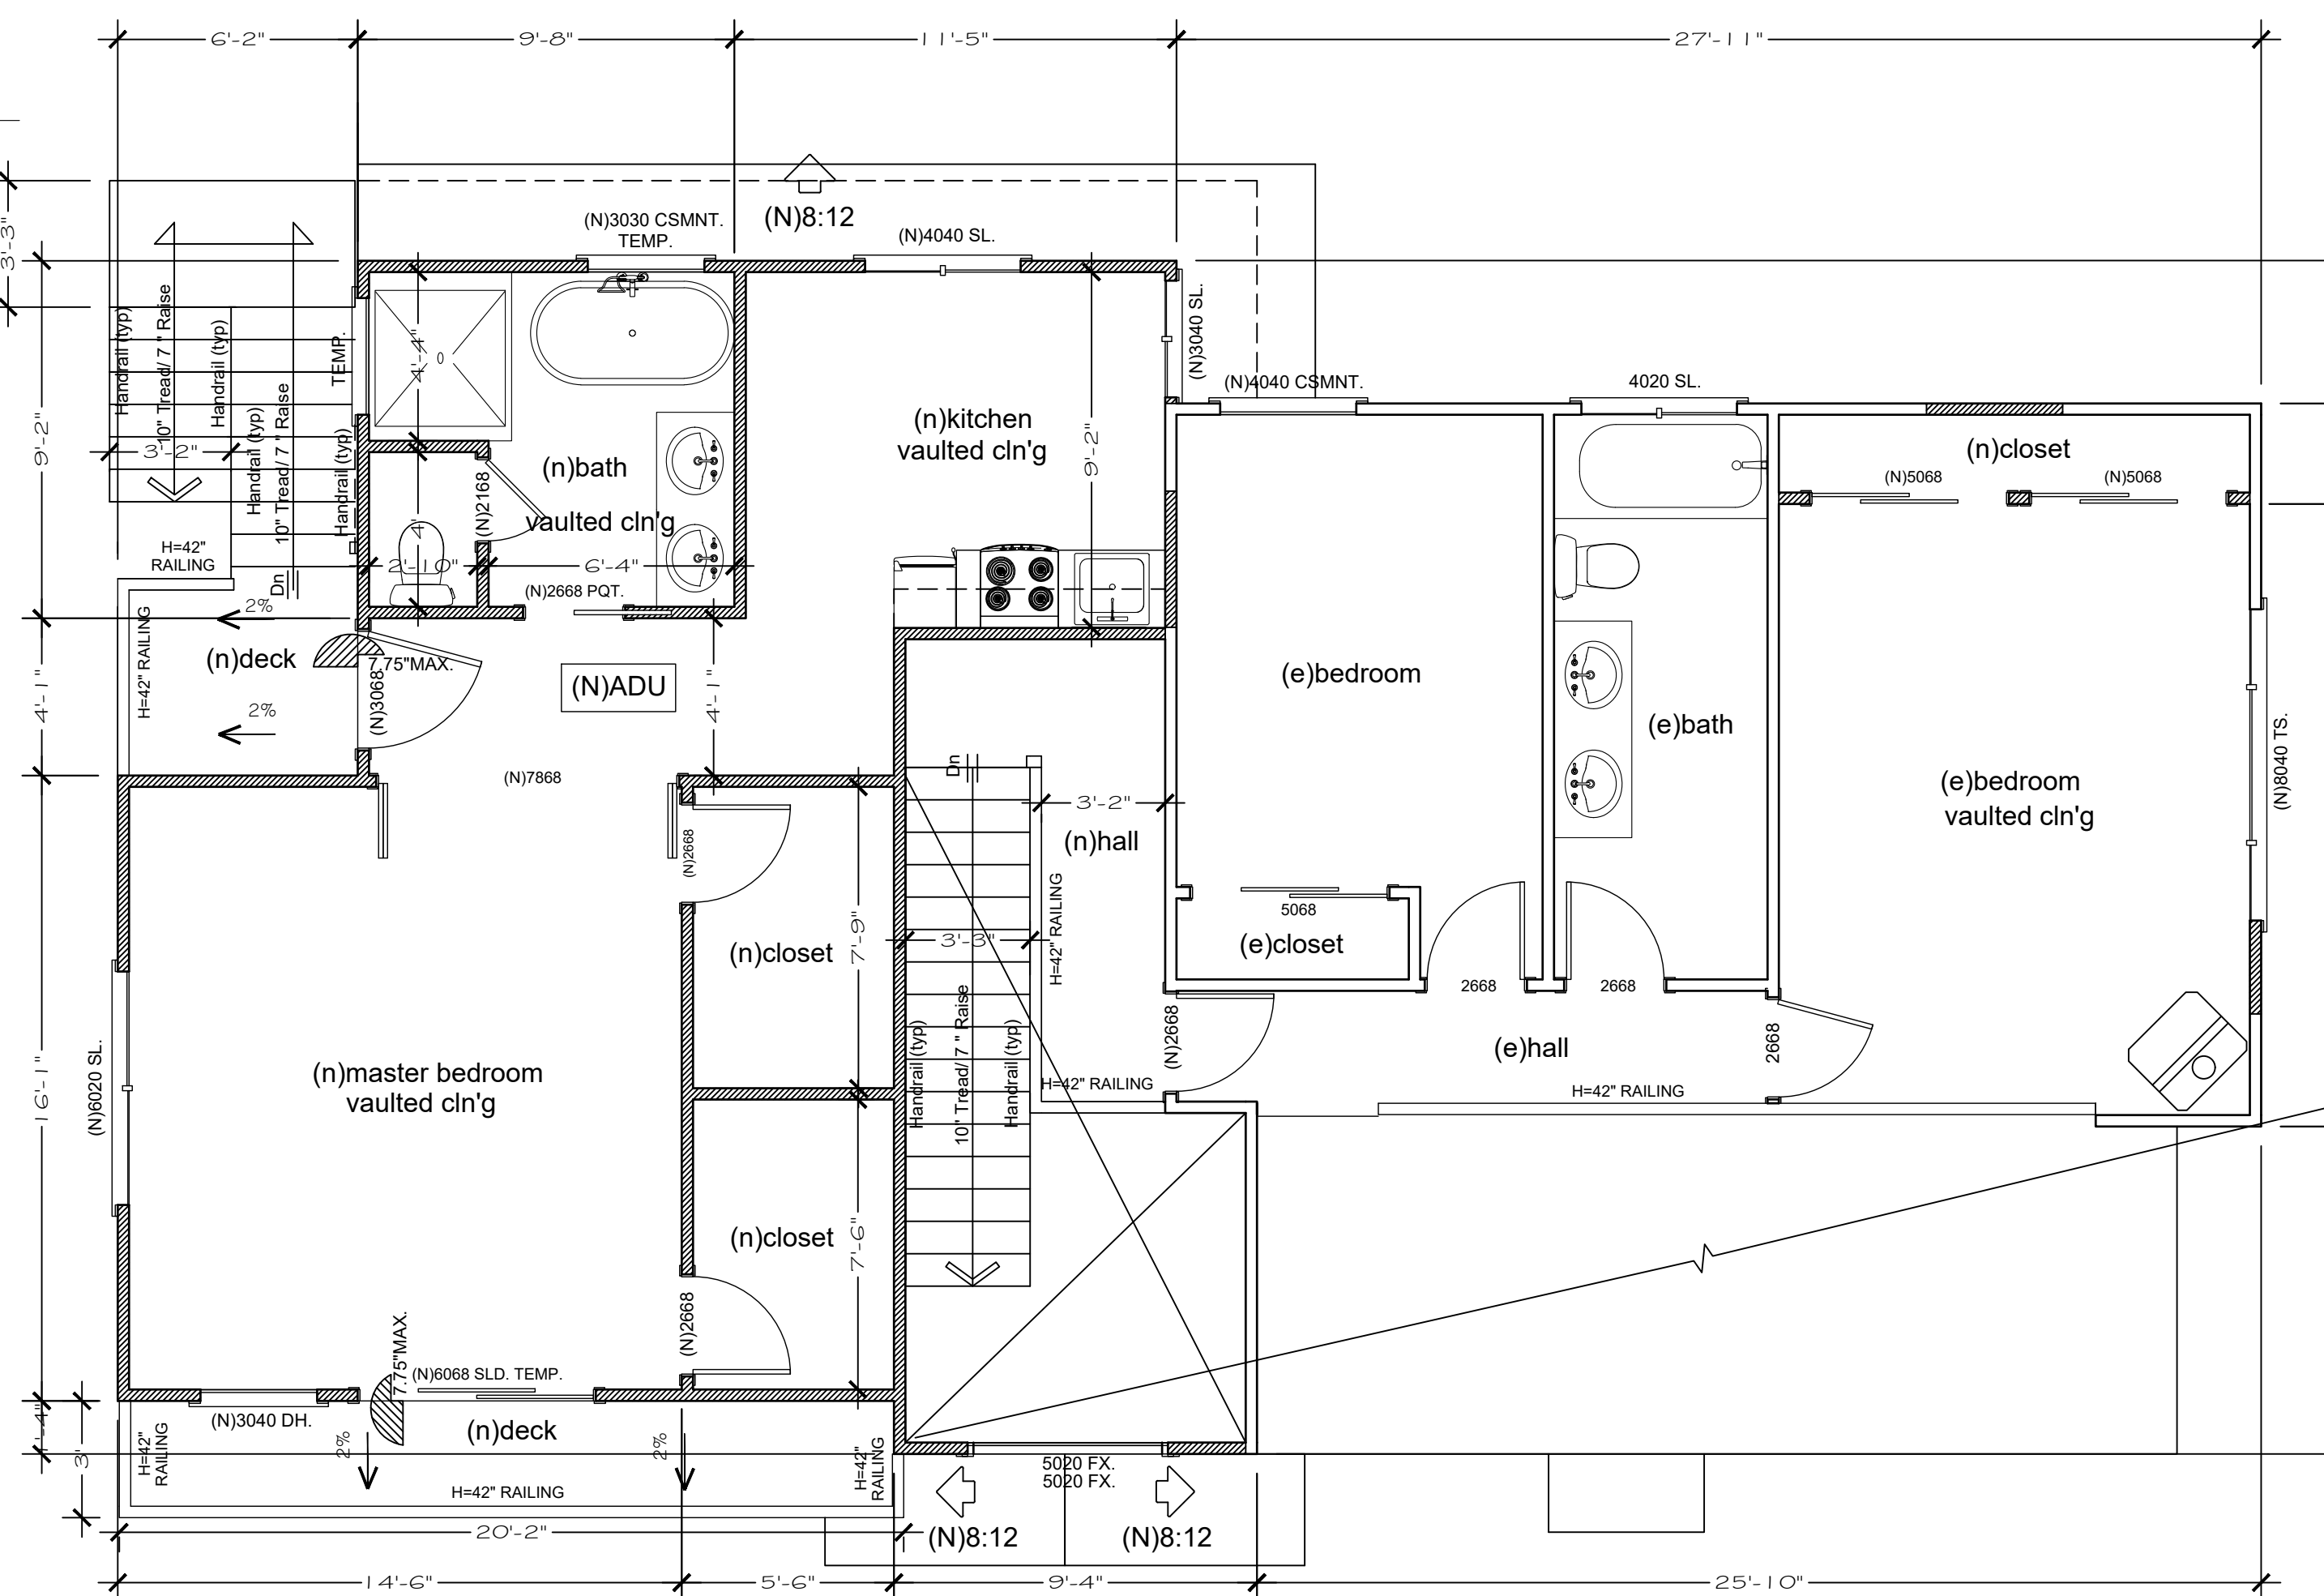 6'-2"
9'-8"
11'-5"
27'-11"
3'-3"
(N)3030 CSMNT.
TEMP.
(N)8:12
(N)4040 SL.
Handrail (typ)
10" Tread/ 7 " Raise
Handrail (typ)
Handrail (typ)
10" Tread/ 7 " Raise
TEMP.
Handrail (typ)
4'-4"
(N)3040 SL.
(N)4040 CSMNT.
4020 SL.
9'-2"
3'-2"
(n)bath
vaulted cln'g
(n)kitchen
vaulted cln'g
9'-2"
(n)closet
(N)5068
(N)5068
(N)2168
4'
H=42"
RAILING
Dn
2'-10"
6'-4"
(N)2668 PQT.
2%
H=42" RAILING
(n)deck
7.75"MAX.
(N)3068
(N)ADU
4'-1"
4'-1"
2%
(N)7868
(e)bedroom
(e)bath
(e)bedroom
vaulted cln'g
(N)8040 TS.
Dn
3'-2"
(n)hall
(N)2668
H=42" RAILING
5068
(e)closet
(n)closet
7'-9"
3'-3"
2668
2668
Handrail (typ)
10" Tread/ 7 " Raise
Handrail (typ)
(N)2668
(e)hall
2668
H=42" RAILING
H=42" RAILING
16'-1"
(N)6020 SL.
(n)master bedroom
vaulted cln'g
(n)closet
7'-6"
(N)2668
7.75"MAX.
(N)6068 SLD. TEMP.
(N)3040 DH.
(n)deck
1'-4"
3'
H=42"
RAILING
2%
2%
H=42"
RAILING
H=42" RAILING
5020 FX.
5020 FX.
(N)8:12
(N)8:12
20'-2"
14'-6"
5'-6"
9'-4"
25'-10"